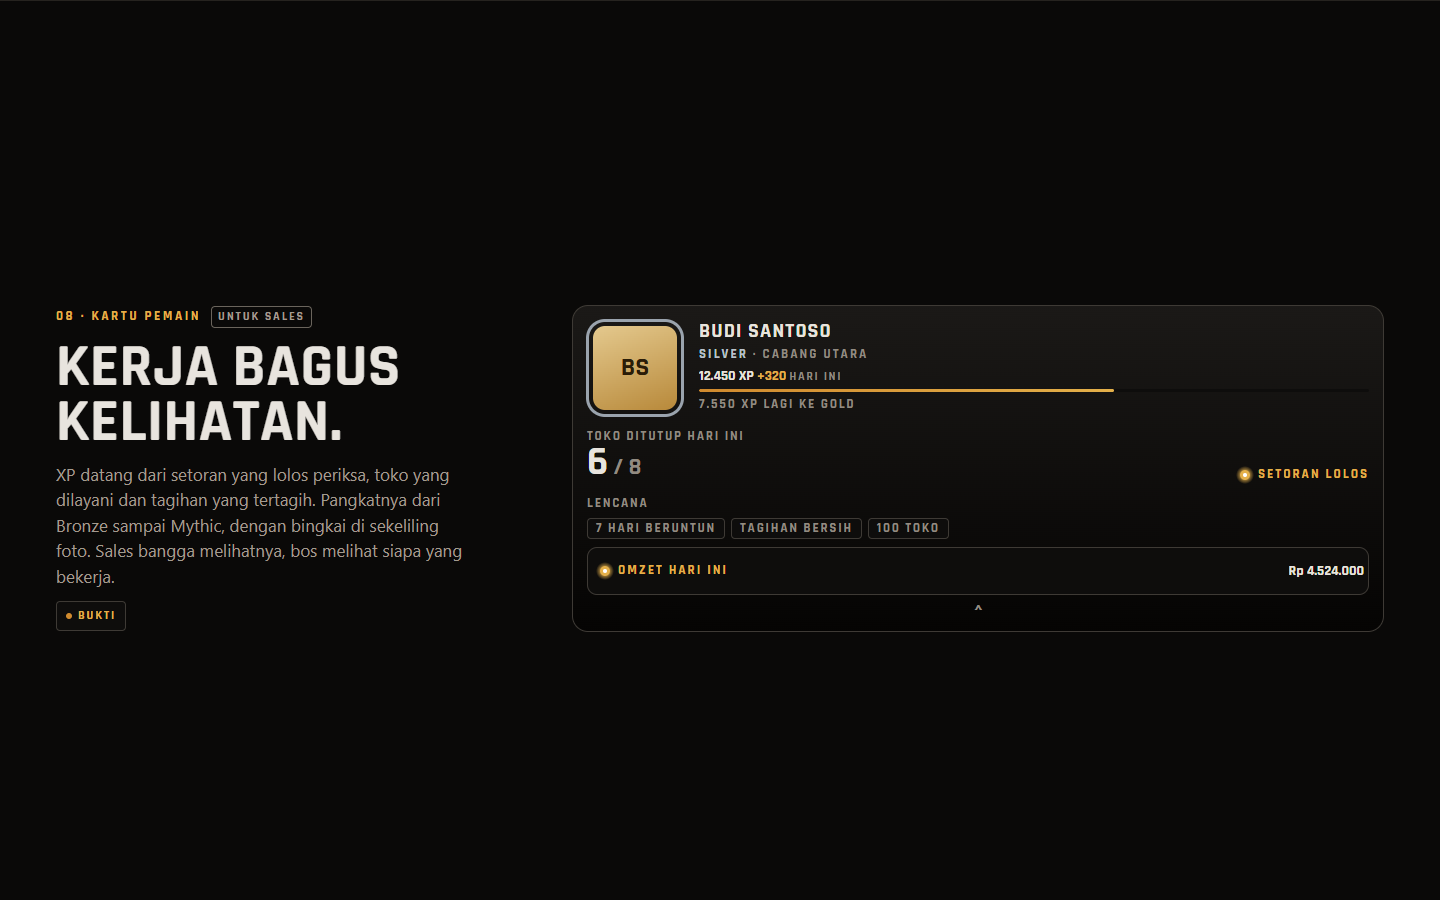 08 · KARTU PEMAIN UNTUK SALES
KERJA BAGUS
KELIHATAN.
XP datang dari setoran yang lolos periksa, toko yang
dilayani dan tagihan yang tertagih. Pangkatnya dari
Bronze sampai Mythic, dengan bingkai di sekeliling
foto. Sales bangga melihatnya, bos melihat siapa yang
bekerja.
BUKTI
BS
BUDI SANTOSO
SILVER · CABANG UTARA
12.450 XP +320 HARI INI
7.550 XP LAGI KE GOLD
TOKO DITUTUP HARI INI
6 / 8
SETORAN LOLOS
LENCANA
7 HARI BERUNTUN TAGIHAN BERSIH 100 TOKO
OMZET HARI INI Rp 4.524.000
^